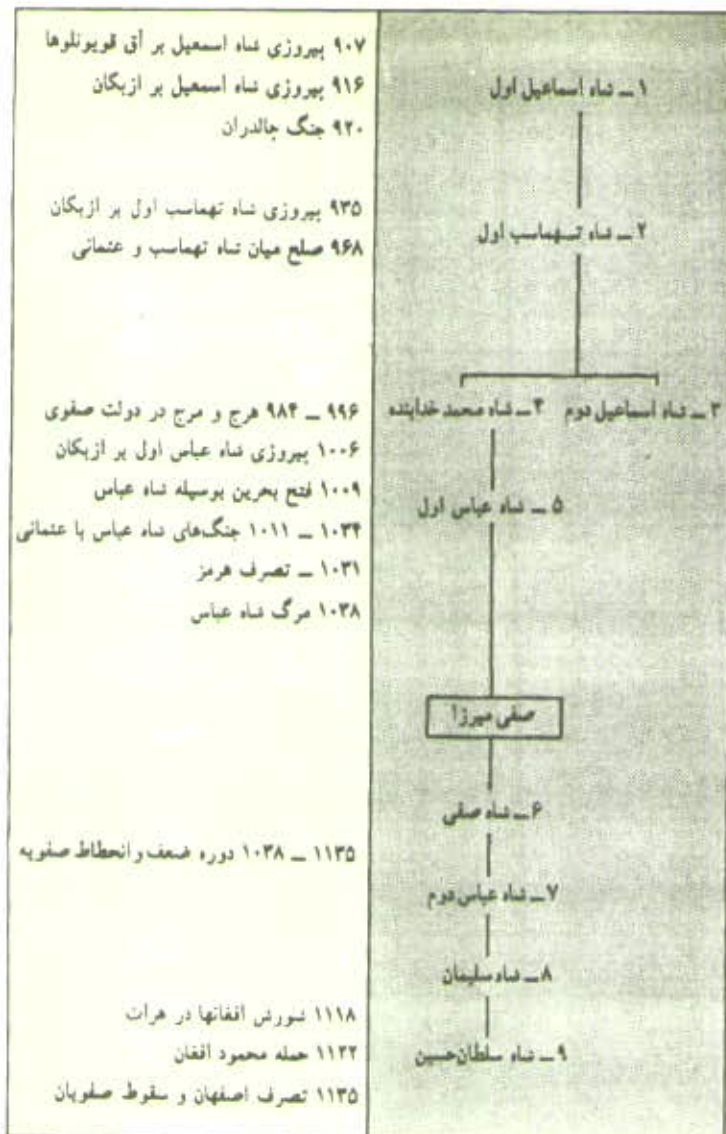 ۹۰۷ پیروزی شاه اسمعیل بر آق قویونلوها
۹۱۶ پیروزی شاه اسمعیل بر ازبکان
۹۲۰ جنگ چالدران
۹۳۵ پیروزی شاه تهماسب اول بر ازبکان
۹۶۸ صلح میان شاه تهماسب و عثمانی
۹۹۶ ـ ۹۸۴ هرج و مرج در دولت صفوی
۱۰۰۶ پیروزی شاه عباس اول بر ازبکان
۱۰۰۹ فتح بحرین بوسیله شاه عباس
۱۰۳۴ ـ ۱۰۱۱ جنگ‌های شاه عباس با عثمانی
۱۰۳۱ ـ تصرف هرمز
۱۰۳۸ مرگ شاه عباس
۱۱۳۵ ـ ۱۰۳۸ دوره ضعف و انحطاط صفویه
۱۱۱۸ شورش افغانها در هرات
۱۱۲۲ حمله محمود افغان
۱۱۳۵ تصرف اصفهان و سقوط صفویان
۱ ـ شاه اسماعیل اول
۲ ـ شاه تـهماسب اول
۳ ـ شاه اسماعیل دوم
۴ ـ شاه محمد خدابنده
۵ ـ شاه عباس اول
صفی میرزا
۶ ـ شاه صفی
۷ ـ شاه عباس دوم
۸ ـ شاه سلیمان
۹ ـ شاه سلطان‌حسین